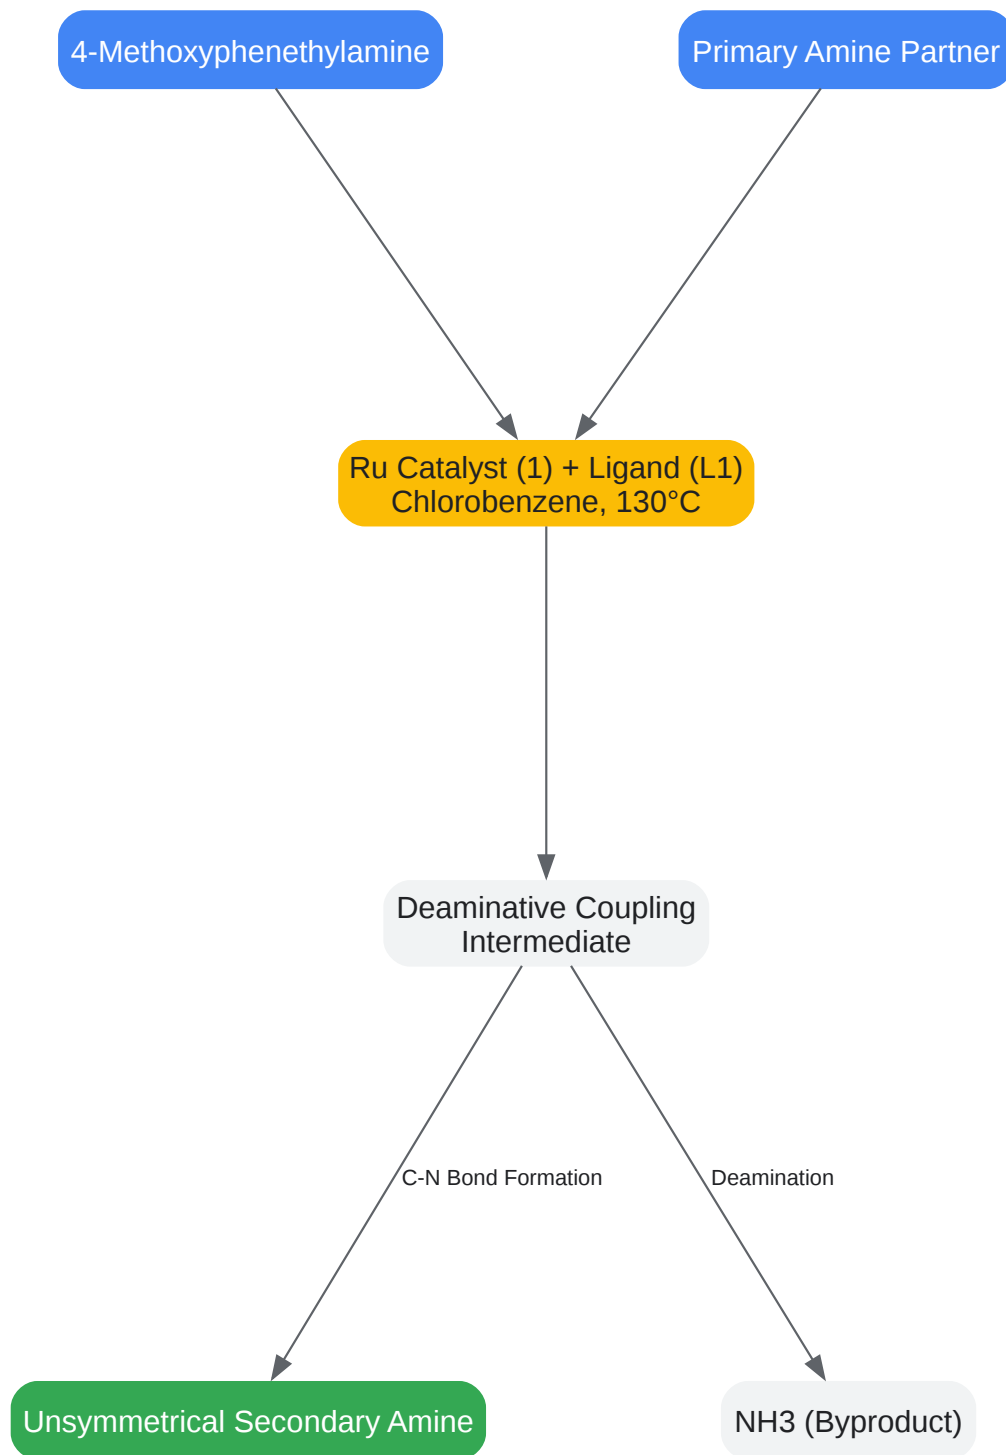 4-Methoxyphenethylamine
Primary Amine Partner
Ru Catalyst (1) + Ligand (L1)
Chlorobenzene, 130°C
Deaminative Coupling
Intermediate
C-N Bond Formation
Deamination
Unsymmetrical Secondary Amine
NH3 (Byproduct)